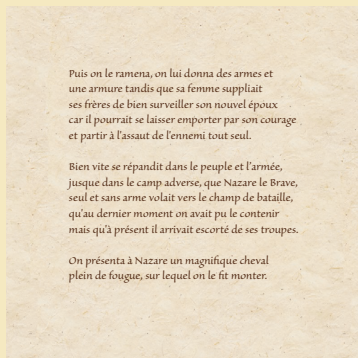 Puis on le ramena, on lui donna des armes et
une armure tandis que sa femme suppliait
ses frères de bien surveiller son nouvel époux
car il pourrait se laisser emporter par son courage
et partir à l'assaut de l'ennemi tout seul.
Bien vite se répandit dans le peuple et l'armée,
jusque dans le camp adverse, que Nazare le Brave,
seul et sans arme volait vers le champ de bataille,
qu'au dernier moment on avait pu le contenir
mais qu'à présent il arrivait escorté de ses troupes.
On présenta à Nazare un magnifique cheval
plein de fougue, sur lequel on le fit monter.